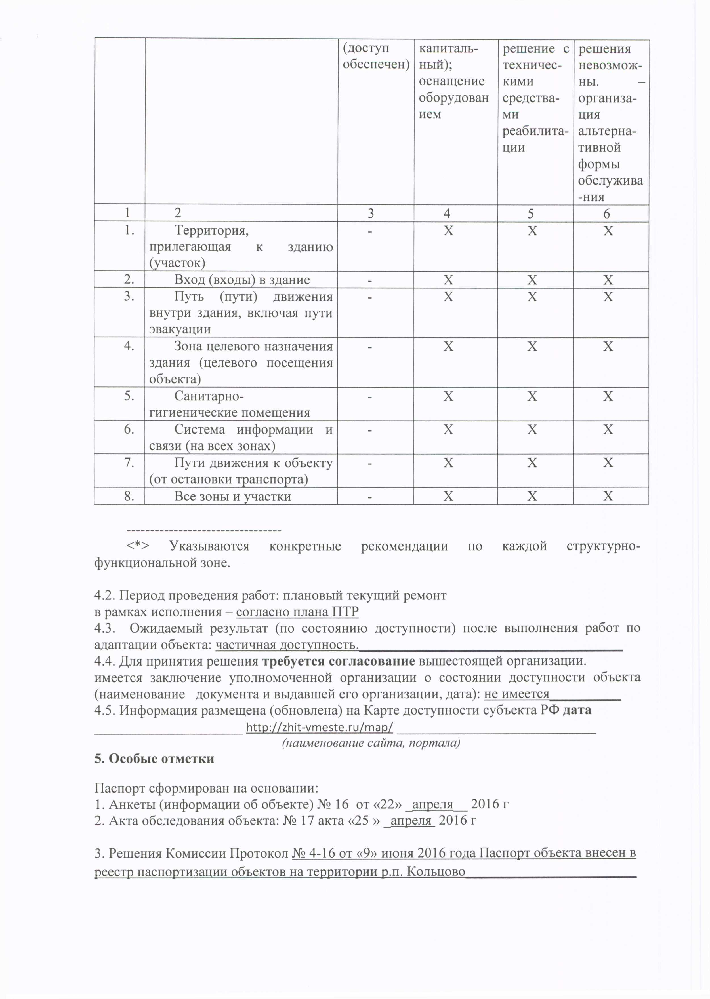 (доступ
обеспечен)
капиталь-
ный);
оснащение
оборудован
ием
решение с
техничес-
кими
средства-
ми
реабилита-
ции
решения
невозмож-
ны. –
организа-
ция
альтерна-
тивной
формы
обслужива
-ния
1 2 3 4 5 6
1. Территория, - X X X
прилегающая к зданию
(участок)
2. Вход (входы) в здание - X X X
3. Путь (пути) движения - X X X
внутри здания, включая пути
эвакуации
4. Зона целевого назначения - X X X
здания (целевого посещения
объекта)
5. Санитарно- - X X X
гигиенические помещения
6. Система информации и - X X X
связи (на всех зонах)
7. Пути движения к объекту - X X X
(от остановки транспорта)
8. Все зоны и участки - X X X
---------------------------------
<*> Указываются конкретные рекомендации по каждой структурно-
функциональной зоне.
4.2. Период проведения работ: плановый текущий ремонт
в рамках исполнения – согласно плана ПТР
4.3. Ожидаемый результат (по состоянию доступности) после выполнения работ по
адаптации объекта: частичная доступность.
4.4. Для принятия решения требуется согласование вышестоящей организации.
имеется заключение уполномоченной организации о состоянии доступности объекта
(наименование документа и выдавшей его организации, дата): не имеется
4.5. Информация размещена (обновлена) на Карте доступности субъекта РФ дата
http://zhit-vmeste.ru/map/
(наименование сайта, портала)
5. Особые отметки
Паспорт сформирован на основании:
1. Анкеты (информации об объекте) № 16 от «22» _апреля__ 2016 г
2. Акта обследования объекта: № 17 акта «25 » _апреля_ 2016 г
3. Решения Комиссии Протокол № 4-16 от «9» июня 2016 года Паспорт объекта внесен в
реестр паспортизации объектов на территории р.п. Кольцово